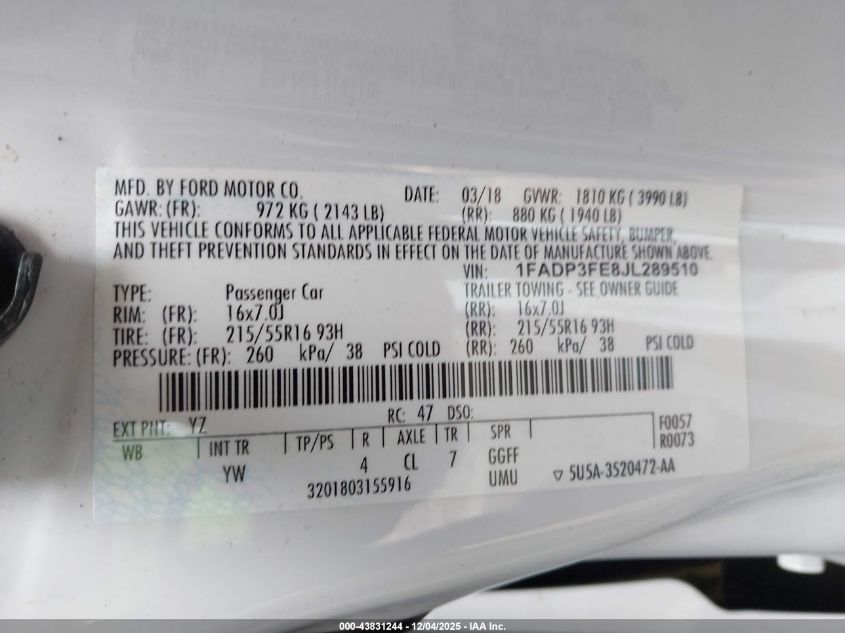 MFD. BY FORD MOTOR CO. DATE: 03/18 GVWR: 1810 KG ( 3990 LB)
GAWR:(FR): 972 KG ( 2143 LB) (RR): 880 KG ( 1940 LB)
THIS VEHICLE CONFORMS TO ALL APPLICABLE FEDERAL MOTOR VEHICLE SAFETY, BUMPER,
AND THEFT PREVENTION STANDARDS IN EFFECT ON THE DATE OF MANUFACTURE SHOWN ABOVE.
VIN: 1FADP3FE8JL289510
TYPE: Passenger Car TRAILER TOWING - SEE OWNER GUIDE
RIM: (FR): 16x7.0J (RR): 16x7.0J
TIRE: (FR): 215/55R16 93H (RR): 215/55R16 93H
PRESSURE: (FR): 260 kPa/ 38 PSI COLD (RR): 260 kPa/ 38 PSI COLD
EXT PNT: YZ RC: 47 DSO: F0057
WB INT TR TP/PS R AXLE TR SPR R0073
YW 4 CL 7 GGFF
3201803155916 UMU ▽ 5U5A-3520472-AA
000-43831244 - 12/04/2025 - IAA Inc.